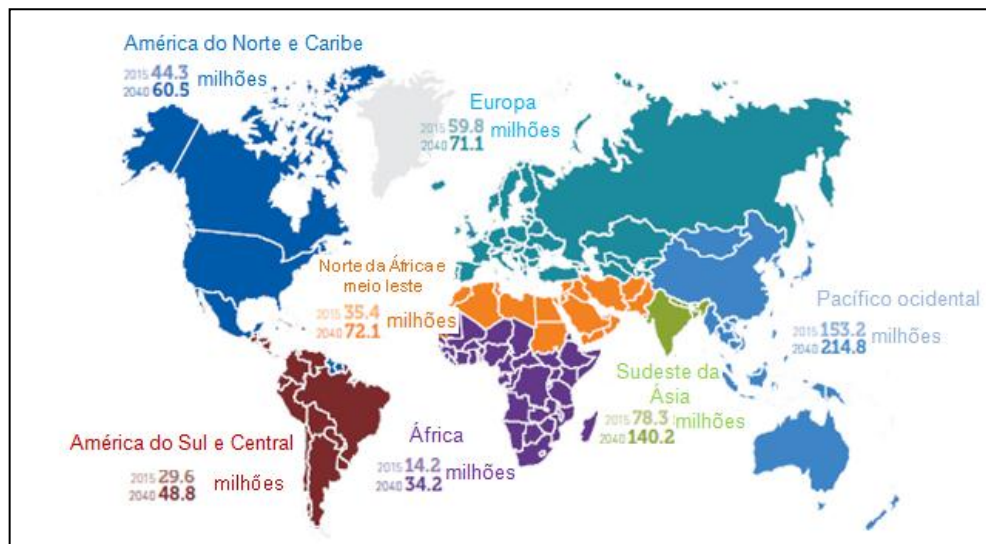 América do Norte e Caribe
2015 44.3 milhões
2040 60.5
Europa
2015 59.8 milhões
2040 71.1
Norte da África e
meio leste
2015 35.4 milhões
2040 72.1
Pacífico ocidental
2015 153.2 milhões
2040 214.8
Sudeste da
Ásia
2015 78.3 milhões
2040 140.2
América do Sul e Central
2015 29.6 milhões
2040 48.8
África
2015 14.2 milhões
2040 34.2